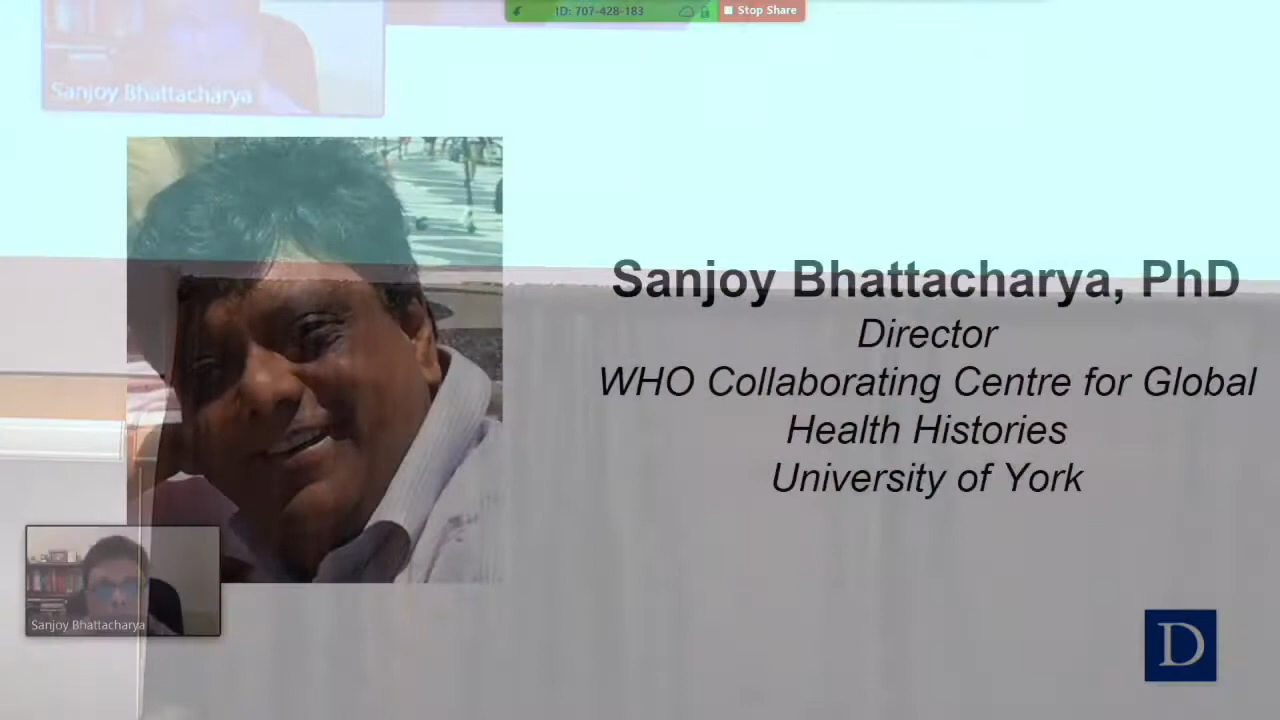 ID: 707-428-183
Stop Share
Sanjoy Bhattacharya
Sanjoy Bhattacharya, PhD
Director
WHO Collaborating Centre for Global
Health Histories
University of York
Sanjoy Bhattacharya
D